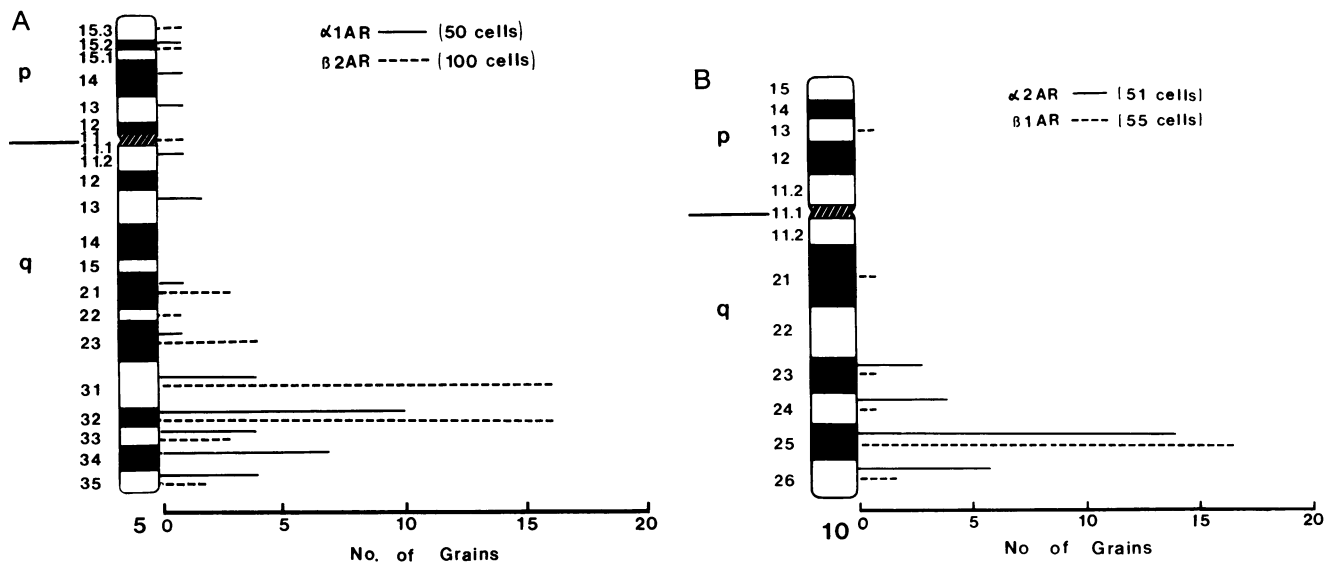 A
α1AR (50 cells)
β2AR (100 cells)
p
q
15.3
15.2
15.1
14
13
12
11
11.1
11.2
12
13
14
15
21
22
23
31
32
33
34
35
5
0 5 10 15 20
No. of Grains
B
α2AR (51 cells)
β1AR (55 cells)
p
q
15
14
13
12
11.2
11.1
11.2
21
22
23
24
25
26
10
0 5 10 15 20
No of Grains